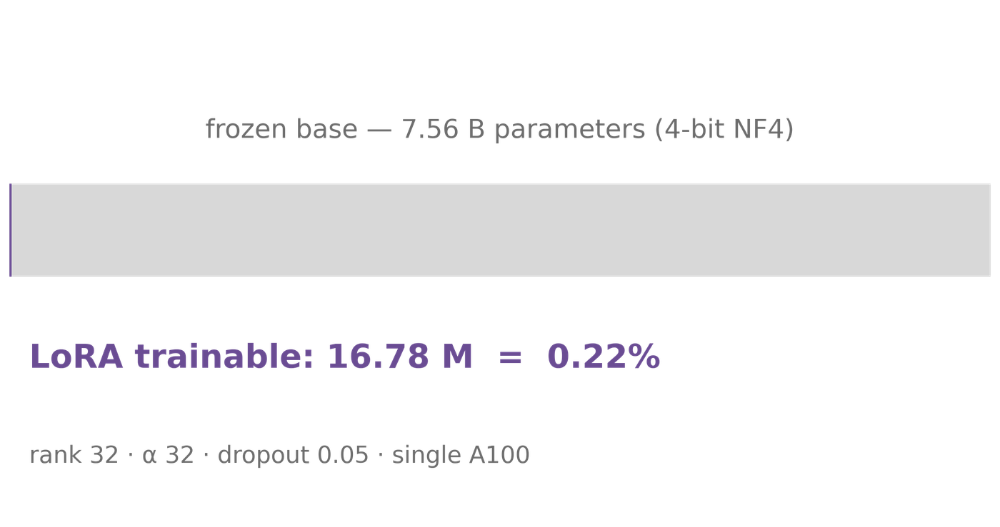 frozen base — 7.56 B parameters (4-bit NF4)
LoRA trainable: 16.78 M = 0.22%
rank 32 · α 32 · dropout 0.05 · single A100